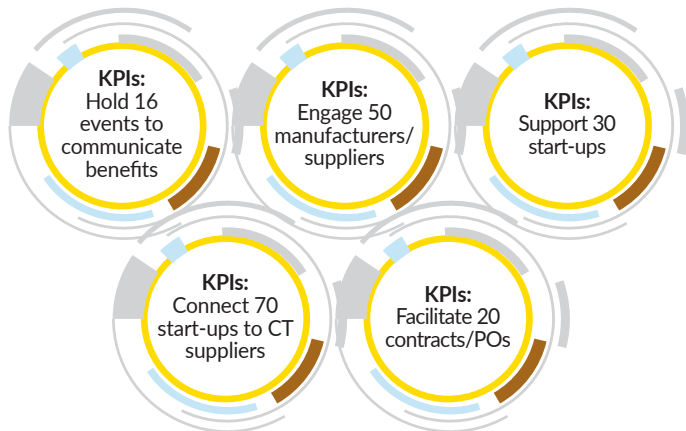 KPIs:
Hold 16
events to
communicate
benefits
KPIs:
Engage 50
manufacturers/
suppliers
KPIs:
Support 30
start-ups
KPIs:
Connect 70
start-ups to CT
suppliers
KPIs:
Facilitate 20
contracts/POs